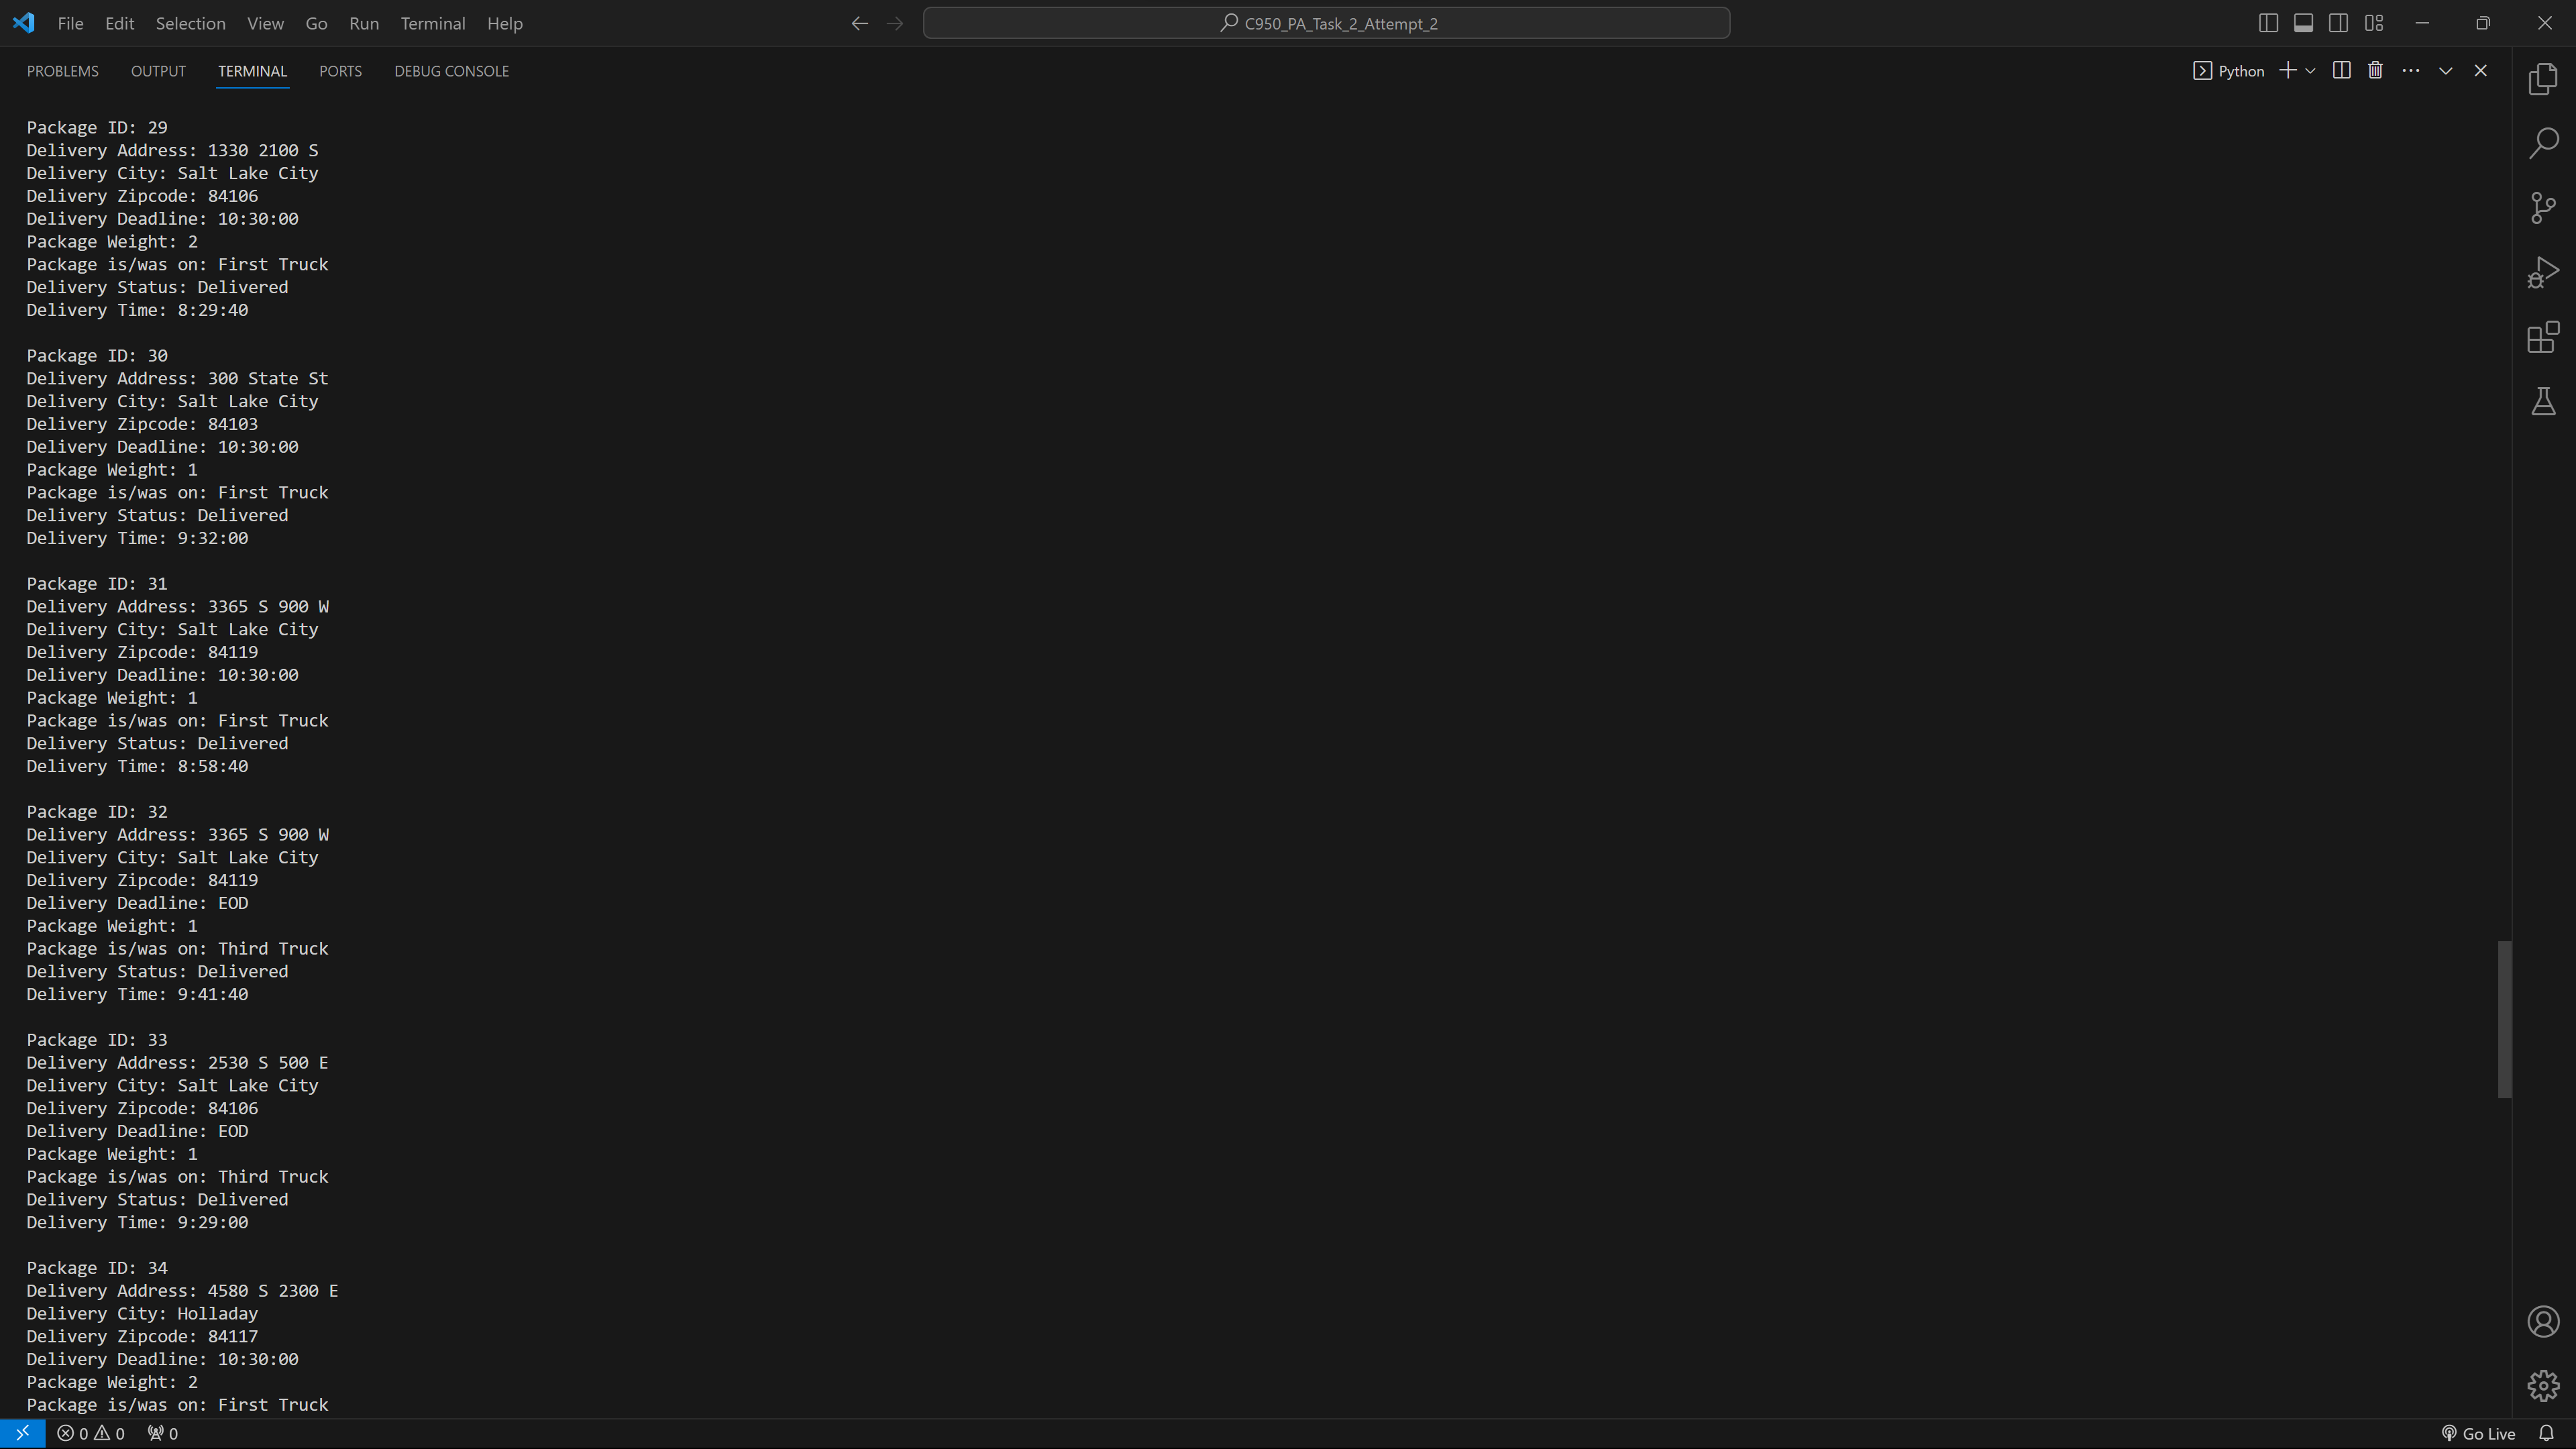 File Edit Selection View Go Run Terminal Help
C950_PA_Task_2_Attempt_2
PROBLEMS OUTPUT TERMINAL PORTS DEBUG CONSOLE
Python
Package ID: 29
Delivery Address: 1330 2100 S
Delivery City: Salt Lake City
Delivery Zipcode: 84106
Delivery Deadline: 10:30:00
Package Weight: 2
Package is/was on: First Truck
Delivery Status: Delivered
Delivery Time: 8:29:40
Package ID: 30
Delivery Address: 300 State St
Delivery City: Salt Lake City
Delivery Zipcode: 84103
Delivery Deadline: 10:30:00
Package Weight: 1
Package is/was on: First Truck
Delivery Status: Delivered
Delivery Time: 9:32:00
Package ID: 31
Delivery Address: 3365 S 900 W
Delivery City: Salt Lake City
Delivery Zipcode: 84119
Delivery Deadline: 10:30:00
Package Weight: 1
Package is/was on: First Truck
Delivery Status: Delivered
Delivery Time: 8:58:40
Package ID: 32
Delivery Address: 3365 S 900 W
Delivery City: Salt Lake City
Delivery Zipcode: 84119
Delivery Deadline: EOD
Package Weight: 1
Package is/was on: Third Truck
Delivery Status: Delivered
Delivery Time: 9:41:40
Package ID: 33
Delivery Address: 2530 S 500 E
Delivery City: Salt Lake City
Delivery Zipcode: 84106
Delivery Deadline: EOD
Package Weight: 1
Package is/was on: Third Truck
Delivery Status: Delivered
Delivery Time: 9:29:00
Package ID: 34
Delivery Address: 4580 S 2300 E
Delivery City: Holladay
Delivery Zipcode: 84117
Delivery Deadline: 10:30:00
Package Weight: 2
Package is/was on: First Truck
0 0 0 Go Live